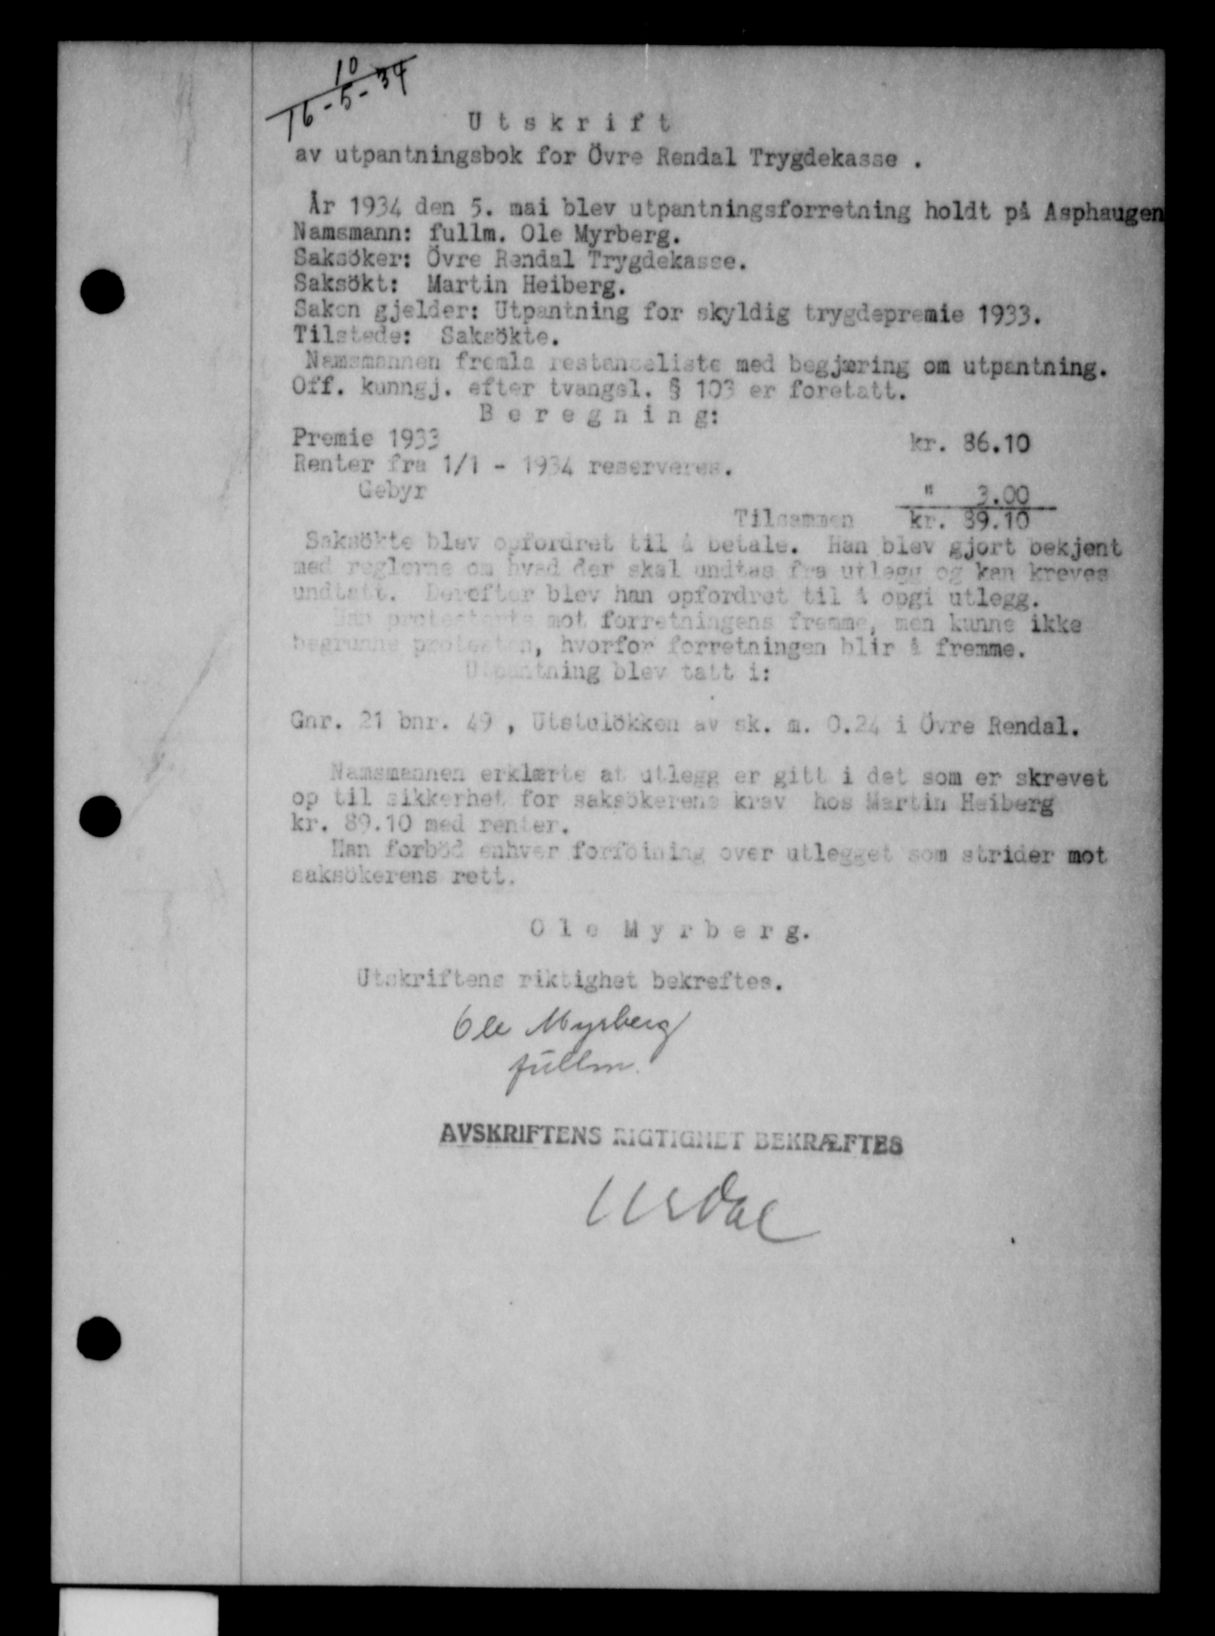 10
16-5-34
Utskrift
av utpantningsbok for Övre Rendal Trygdekasse .
År 1934 den 5. mai blev utpantningsforretning holdt på Asphaugen
Namsmann: fullm. Ole Myrberg.
Saksöker: Övre Rendal Trygdekasse.
Saksökt: Martin Heiberg.
Saken gjelder: Utpantning for skyldig trygdepremie 1933.
Tilstede: Saksökte.
Namsmannen fremla restanseliste med begjæring om utpantning.
Off. kunngj. efter tvangsl. § 103 er foretatt.
Beregning:
Premie 1933 kr. 86.10
Renter fra 1/1 - 1934 reserveres.
Gebyr " 3.00
Tilsammen kr. 89.10
Saksökte blev opfordret til å betale. Han blev gjort bekjent
med reglerne om hvad der skal undtas fra utlegg og kan kreves
undtatt. Derefter blev han opfordret til å opgi utlegg.
Han protesterte mot forretningens fremme, men kunne ikke
begrunne protesten, hvorfor forretningen blir å fremme.
Utpantning blev tatt i:
Gnr. 21 bnr. 49 , Utstulökken av sk. m. 0.24 i Övre Rendal.
Namsmannen erklærte at utlegg er gitt i det som er skrevet
op til sikkerhet for saksökerens krav hos Martin Heiberg
kr. 89.10 med renter.
Han forböd enhver forföining over utlegget som strider mot
saksökerens rett.
Ole Myrberg.
Utskriftens riktighet bekreftes.
Ole Myrberg
fullm.
AVSKRIFTENS RIGTIGHET BEKRÆFTES